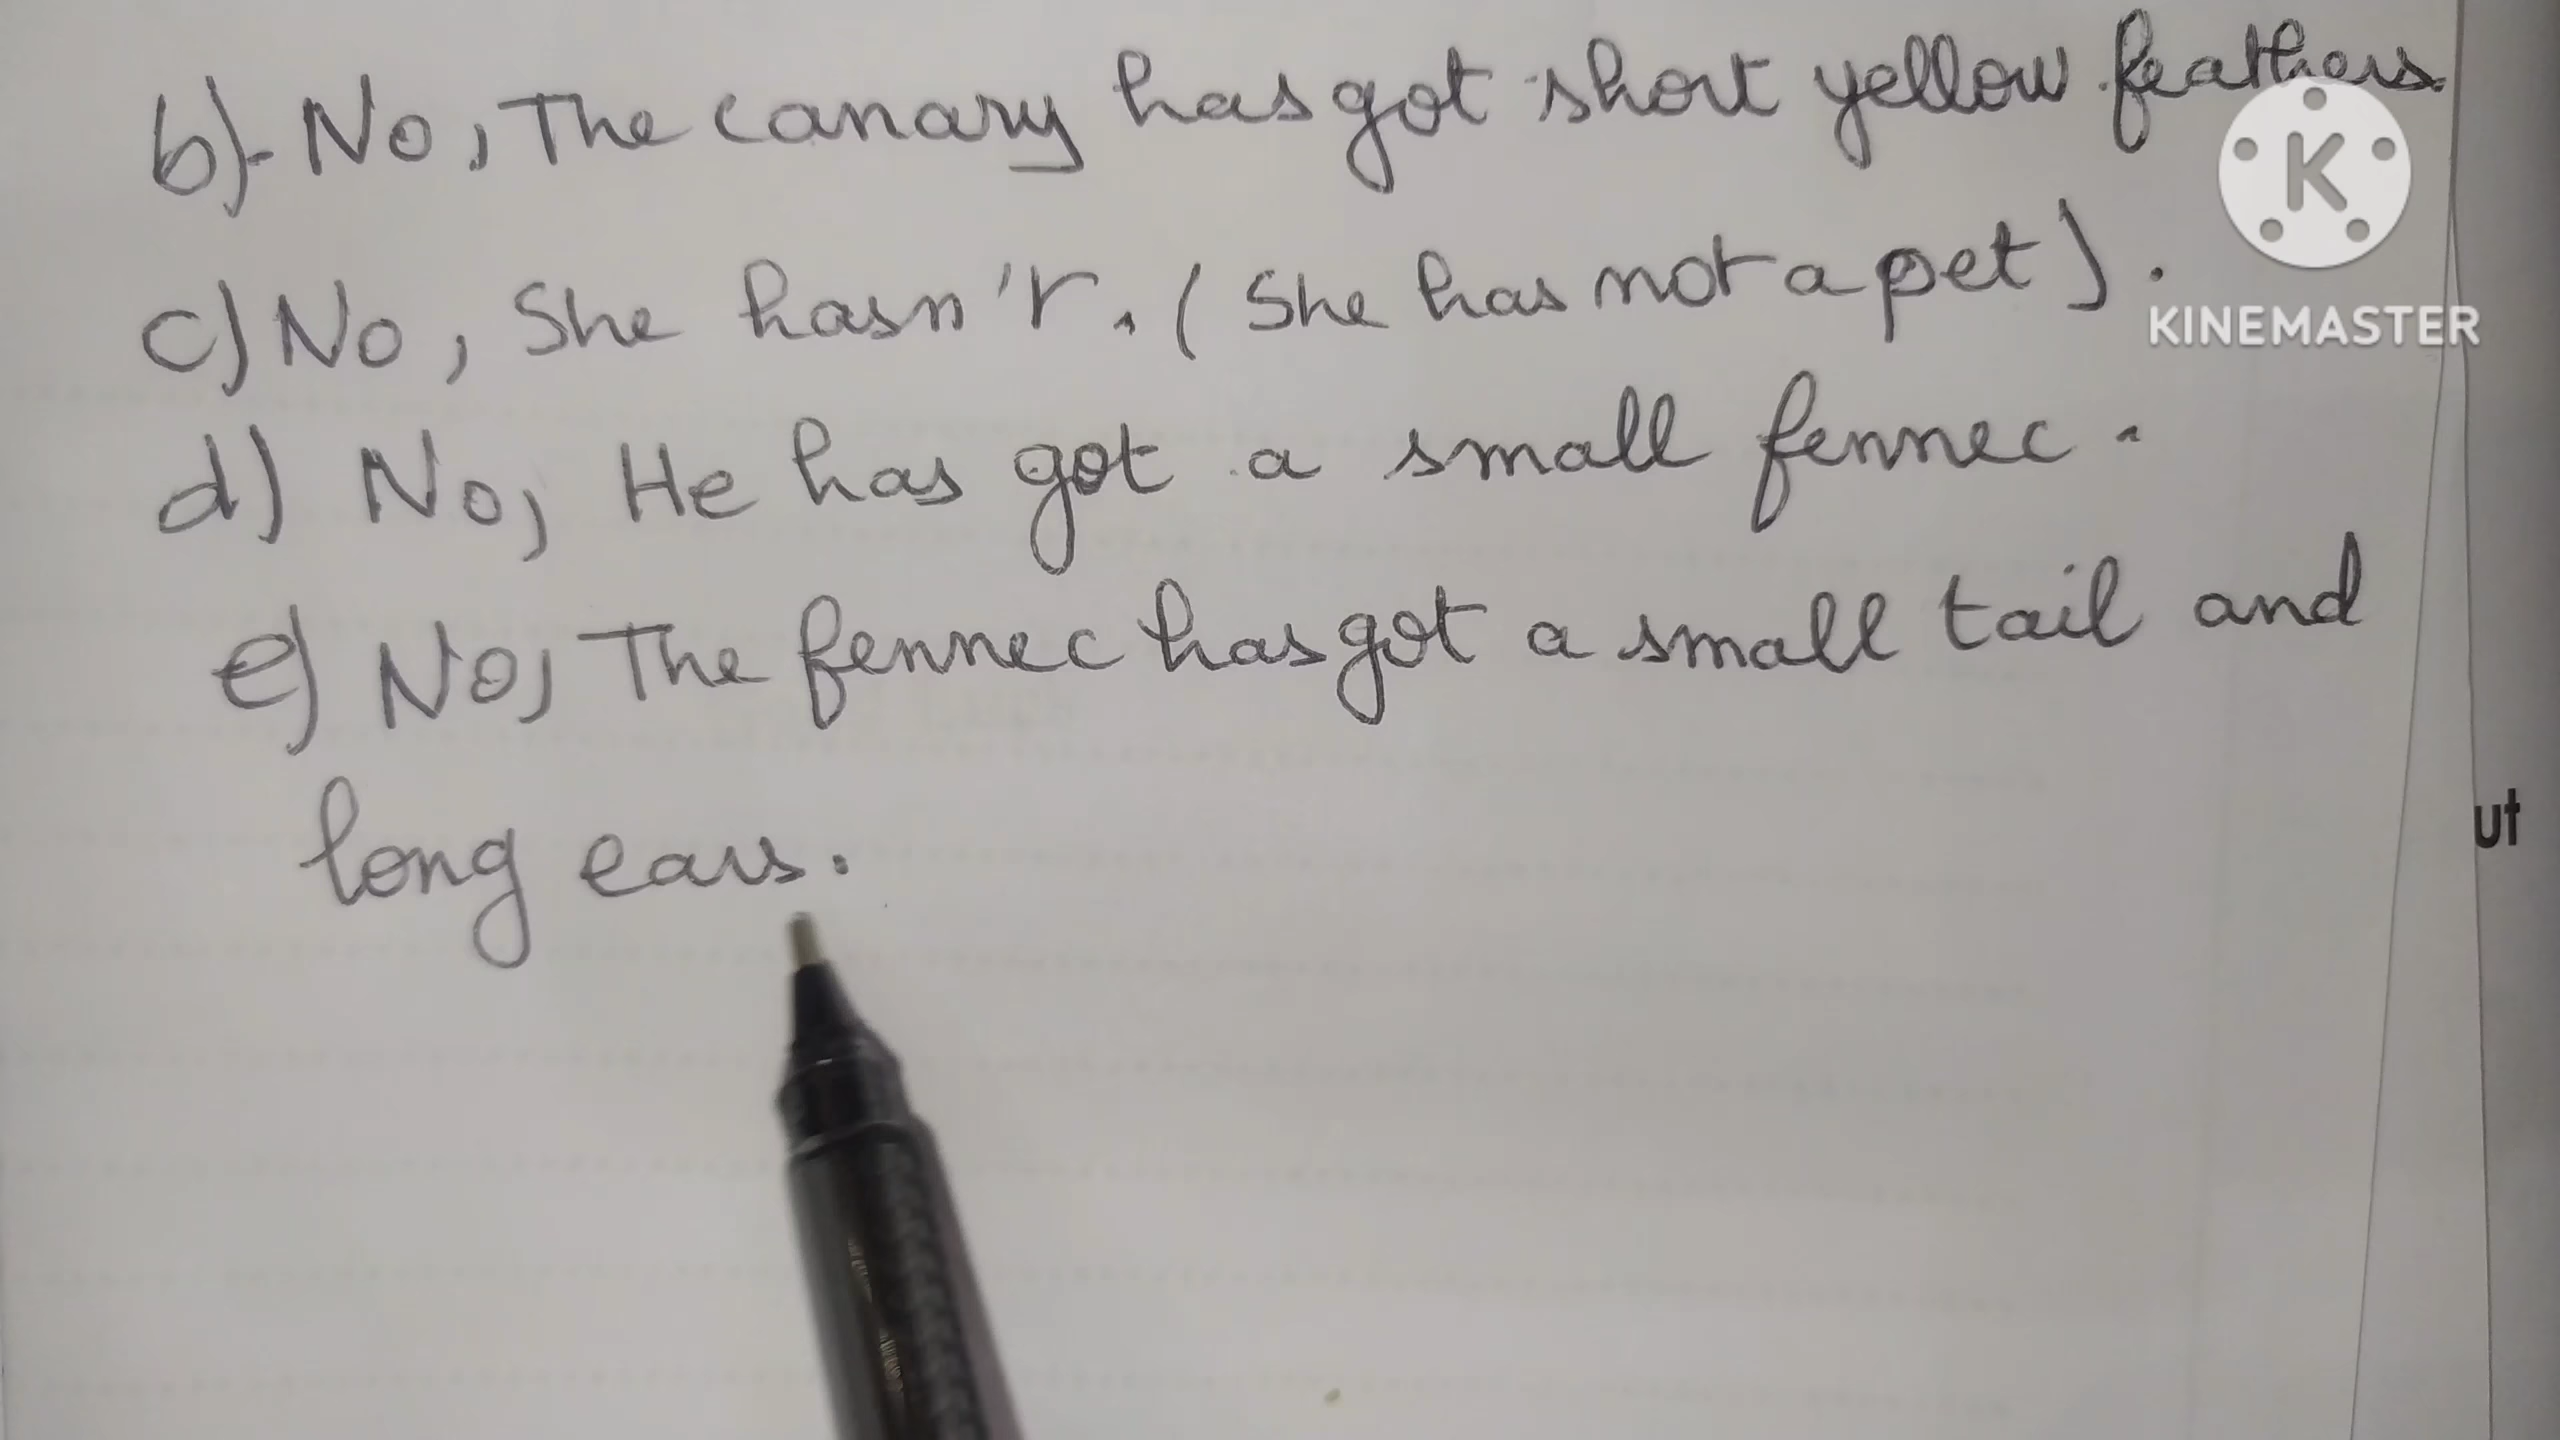 b)- No, The canary has got short yellow feathers.
K
c) No, She hasn't. (She has not a pet).
KINEMASTER
d) No, He has got a small fennec.
e) No, The fennec has got a small tail and
long ears.
ut